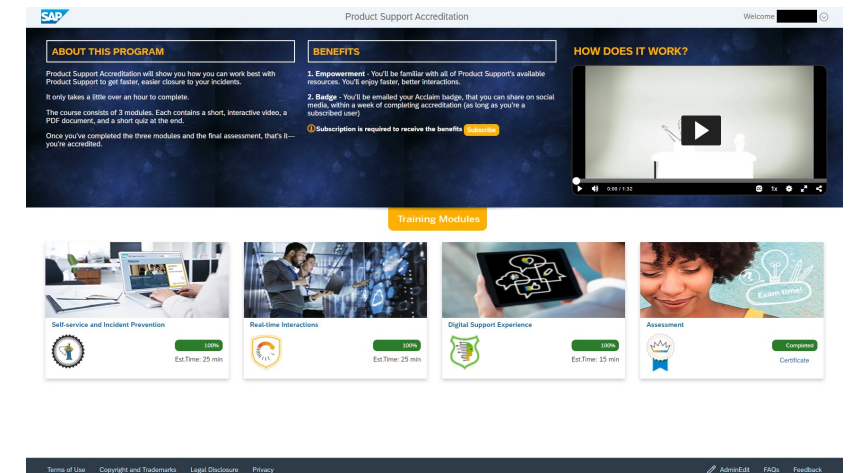 SAP
Product Support Accreditation
Welcome
ABOUT THIS PROGRAM
Product Support Accreditation will show you how you can work best with
Product Support to get faster, easier closure to your incidents.
It only takes a little over an hour to complete.
The course consists of 3 modules. Each contains a short, interactive video, a
PDF document, and a short quiz at the end.
Once you've completed the three modules and the final assessment, that's it—
you're accredited.
BENEFITS
1. Empowerment - You'll be familiar with all of Product Support's available
resources. You'll enjoy faster, better interactions.
2. Badge - You'll be emailed your Acclaim badge, that you can share on social
media, within a week of completing accreditation (as long as you're a
subscribed user)
Subscription is required to receive the benefits Subscribe
HOW DOES IT WORK?
0:00 / 1:32
1x
Training Modules
Self-service and Incident Prevention
100%
Est.Time: 25 min
Real-time Interactions
100%
Est.Time: 25 min
Digital Support Experience
100%
Est.Time: 15 min
Exam time!
Assessment
Completed
Certificate
Terms of Use Copyright and Trademarks Legal Disclosure Privacy
AdminEdit FAQs Feedback